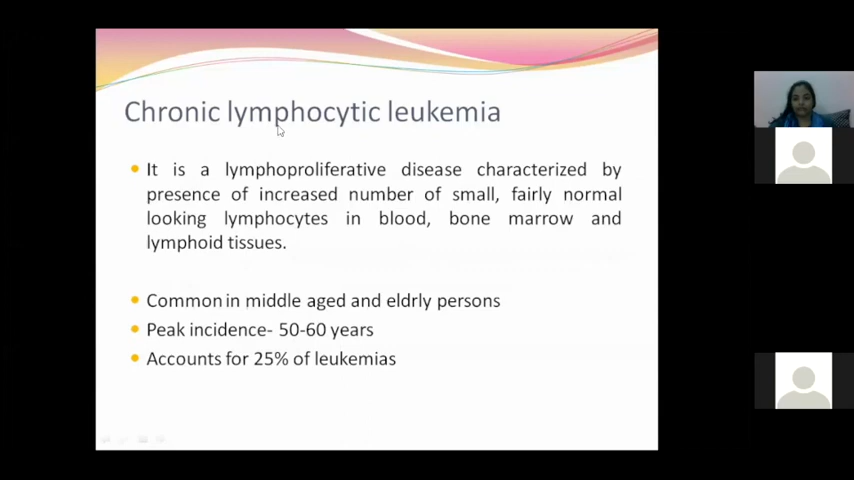 Chronic lymphocytic leukemia
It is a lymphoproliferative disease characterized by
presence of increased number of small, fairly normal
looking lymphocytes in blood, bone marrow and
lymphoid tissues.
Common in middle aged and eldrly persons
Peak incidence- 50-60 years
Accounts for 25% of leukemias